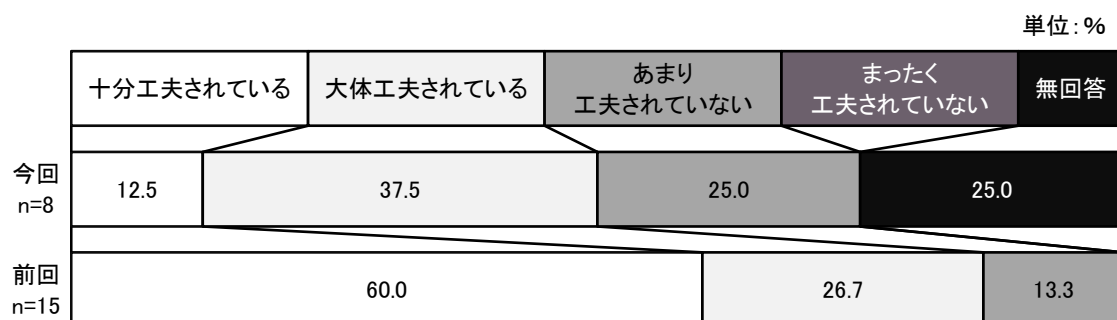 単位：%
十分工夫されている
大体工夫されている
あまり
工夫されていない
まったく
工夫されていない
無回答
今回
n=8
12.5
37.5
25.0
25.0
前回
n=15
60.0
26.7
13.3